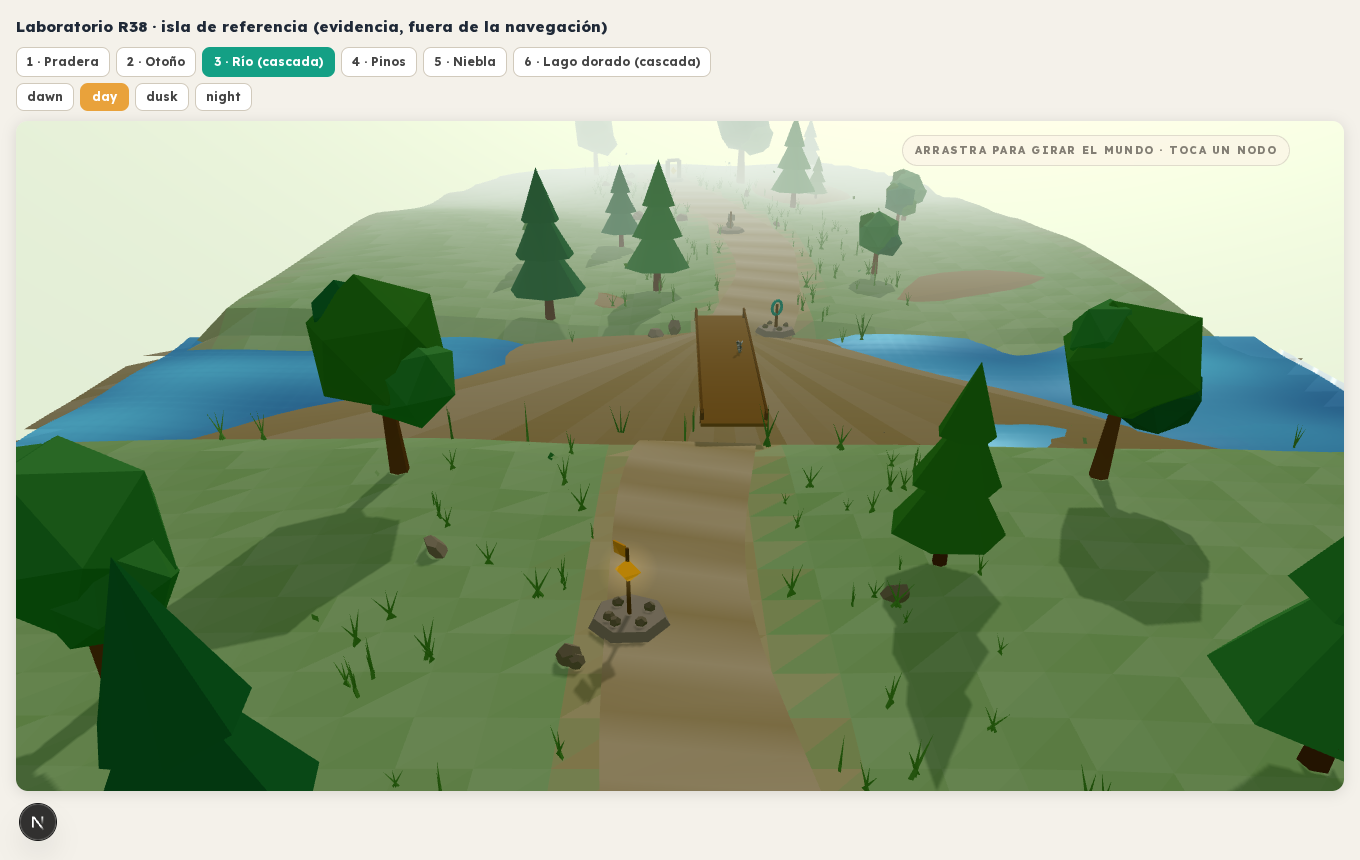 Laboratorio R38 · isla de referencia (evidencia, fuera de la navegación)
1 · Pradera 2 · Otoño 3 · Río (cascada) 4 · Pinos 5 · Niebla 6 · Lago dorado (cascada)
dawn day dusk night
ARRASTRA PARA GIRAR EL MUNDO · TOCA UN NODO
N